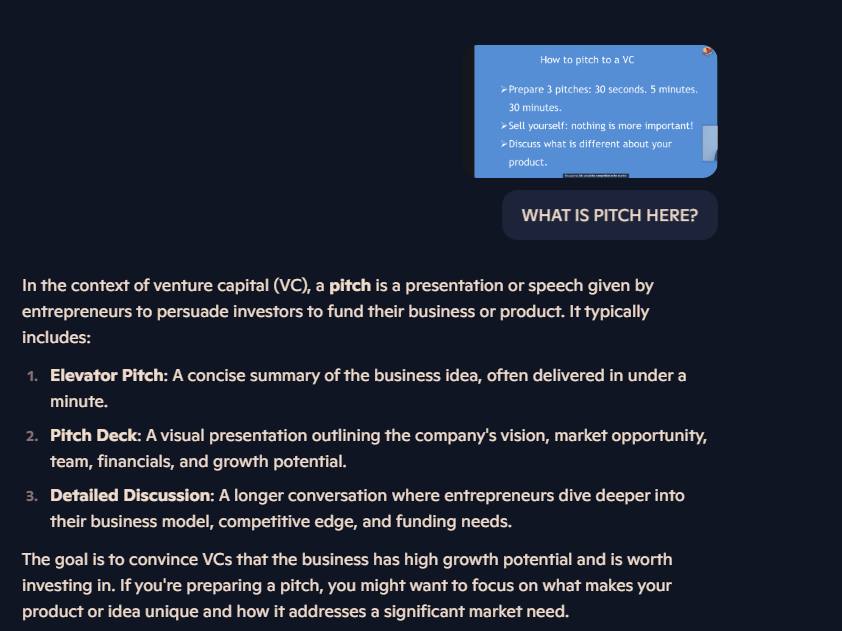 How to pitch to a VC
➢Prepare 3 pitches: 30 seconds. 5 minutes.
30 minutes.
➢Sell yourself: nothing is more important!
➢Discuss what is different about your
product.
WHAT IS PITCH HERE?
In the context of venture capital (VC), a pitch is a presentation or speech given by
entrepreneurs to persuade investors to fund their business or product. It typically
includes:
1. Elevator Pitch: A concise summary of the business idea, often delivered in under a
minute.
2. Pitch Deck: A visual presentation outlining the company's vision, market opportunity,
team, financials, and growth potential.
3. Detailed Discussion: A longer conversation where entrepreneurs dive deeper into
their business model, competitive edge, and funding needs.
The goal is to convince VCs that the business has high growth potential and is worth
investing in. If you're preparing a pitch, you might want to focus on what makes your
product or idea unique and how it addresses a significant market need.